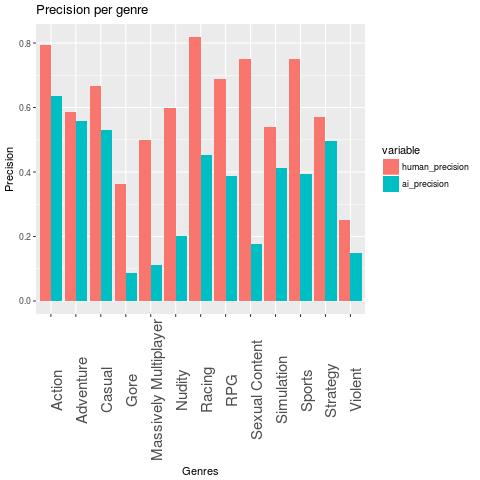 Precision per genre
Precision
0.8
0.6
0.4
0.2
0.0
Action
Adventure
Casual
Gore
Massively Multiplayer
Nudity
Racing
RPG
Sexual Content
Simulation
Sports
Strategy
Violent
Genres
variable
human_precision
ai_precision